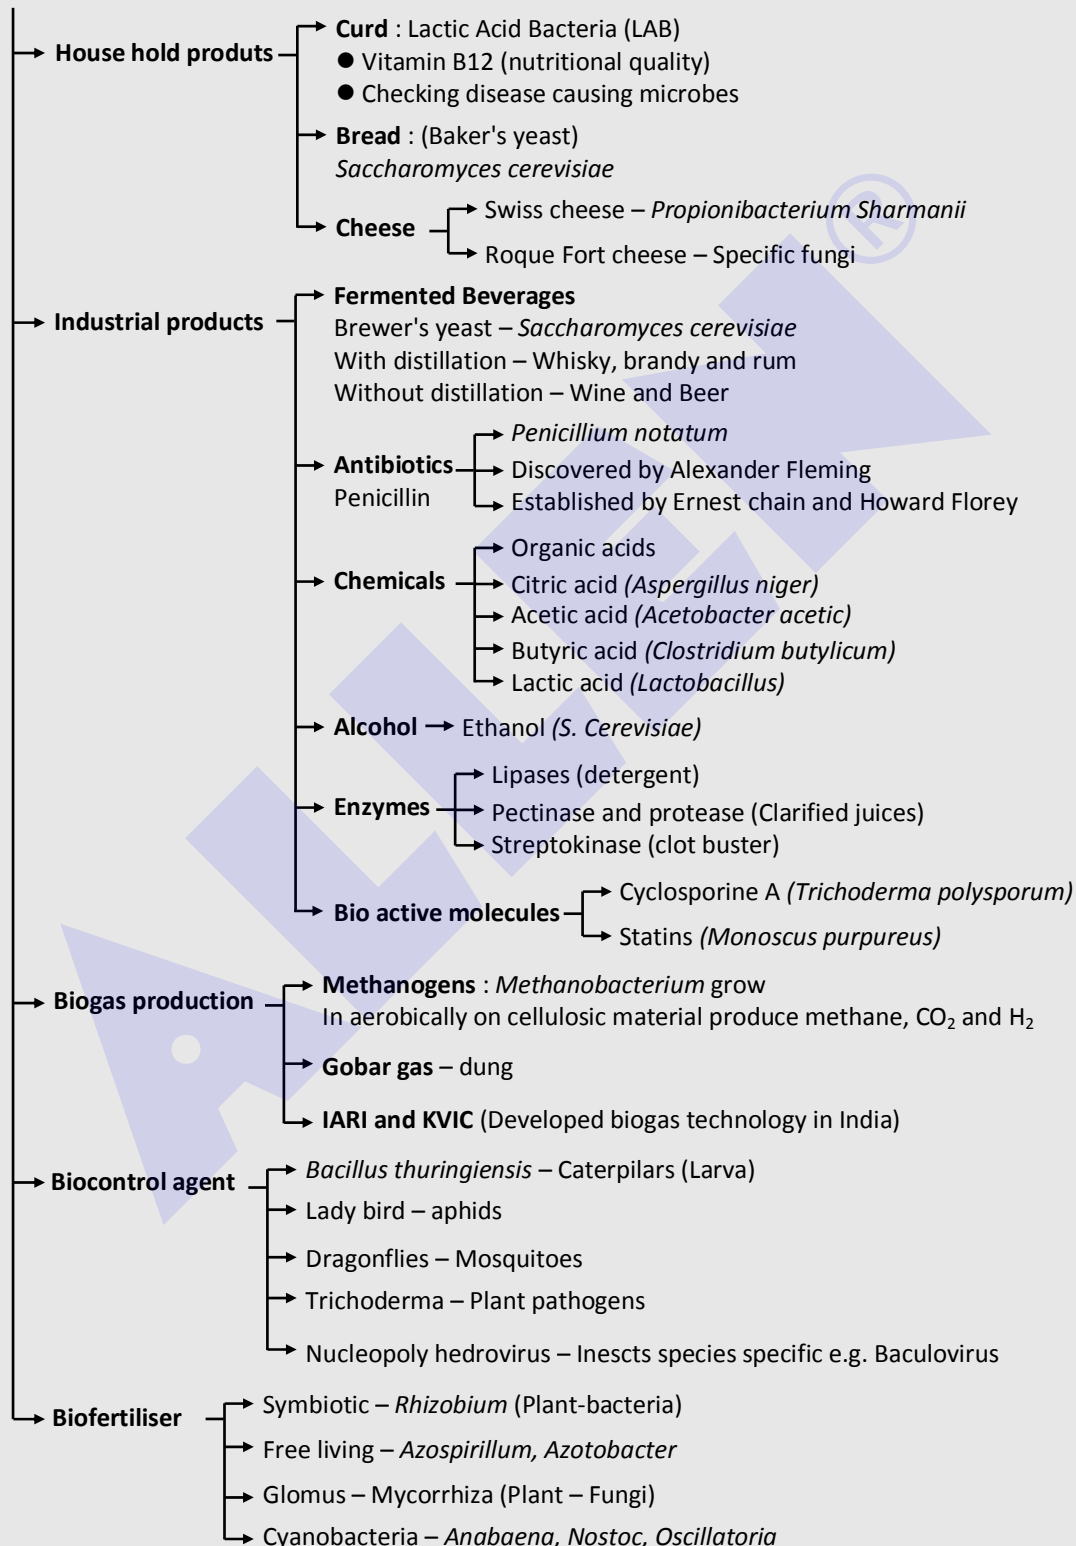 House hold produts
Curd : Lactic Acid Bacteria (LAB)
● Vitamin B12 (nutritional quality)
● Checking disease causing microbes
Bread : (Baker's yeast)
Saccharomyces cerevisiae
Cheese
Swiss cheese – Propionibacterium Sharmanii
Roque Fort cheese – Specific fungi
Industrial products
Fermented Beverages
Brewer's yeast – Saccharomyces cerevisiae
With distillation – Whisky, brandy and rum
Without distillation – Wine and Beer
Antibiotics
Penicillin
Penicillium notatum
Discovered by Alexander Fleming
Established by Ernest chain and Howard Florey
Chemicals
Organic acids
Citric acid (Aspergillus niger)
Acetic acid (Acetobacter acetic)
Butyric acid (Clostridium butylicum)
Lactic acid (Lactobacillus)
Alcohol
Ethanol (S. Cerevisiae)
Enzymes
Lipases (detergent)
Pectinase and protease (Clarified juices)
Streptokinase (clot buster)
Bio active molecules
Cyclosporine A (Trichoderma polysporum)
Statins (Monoscus purpureus)
Biogas production
Methanogens : Methanobacterium grow
In aerobically on cellulosic material produce methane, CO₂ and H₂
Gobar gas – dung
IARI and KVIC (Developed biogas technology in India)
Biocontrol agent
Bacillus thuringiensis – Caterpilars (Larva)
Lady bird – aphids
Dragonflies – Mosquitoes
Trichoderma – Plant pathogens
Nucleopoly hedrovirus – Inescts species specific e.g. Baculovirus
Biofertiliser
Symbiotic – Rhizobium (Plant-bacteria)
Free living – Azospirillum, Azotobacter
Glomus – Mycorrhiza (Plant – Fungi)
Cyanobacteria – Anabaena, Nostoc, Oscillatoria
ALLEN®